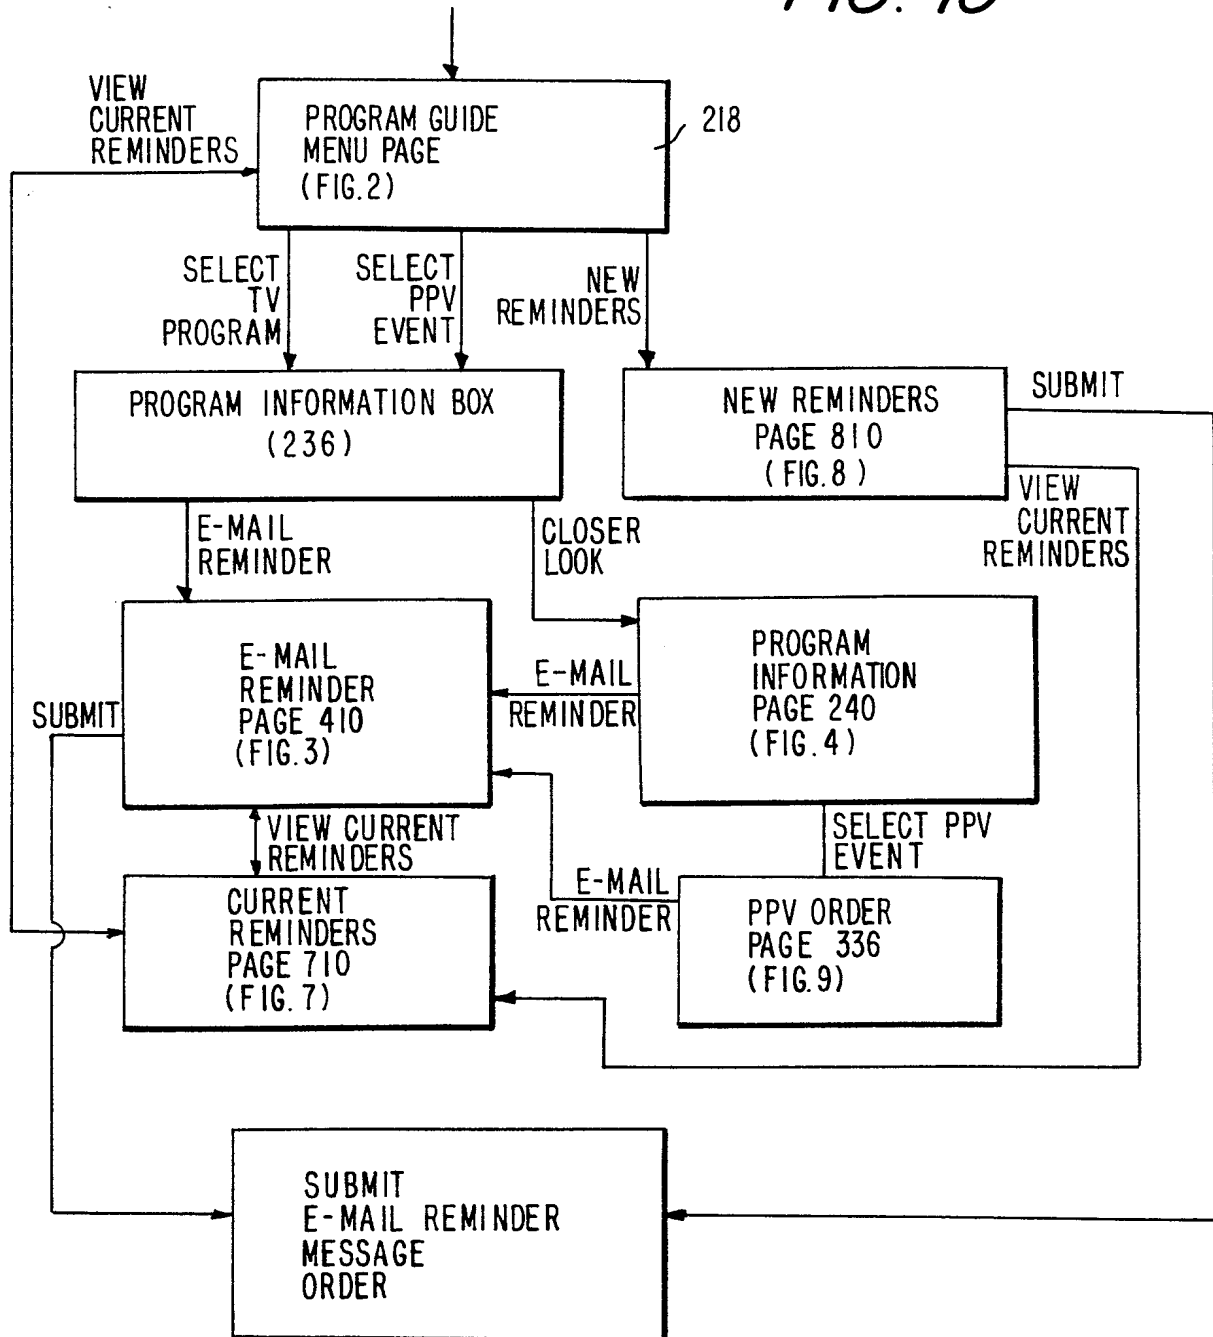 VIEW
CURRENT
REMINDERS
PROGRAM GUIDE
MENU PAGE
(FIG.2)
218
SELECT
TV
PROGRAM
SELECT
PPV
EVENT
NEW
REMINDERS
PROGRAM INFORMATION BOX
(236)
NEW REMINDERS
PAGE 810
(FIG.8)
SUBMIT
VIEW
CURRENT
REMINDERS
E-MAIL
REMINDER
CLOSER
LOOK
E-MAIL
REMINDER
PAGE 410
(FIG.3)
E-MAIL
REMINDER
PROGRAM
INFORMATION
PAGE 240
(FIG.4)
SUBMIT
VIEW CURRENT
REMINDERS
SELECT PPV
EVENT
CURRENT
REMINDERS
PAGE 710
(FIG.7)
E-MAIL
REMINDER
PPV ORDER
PAGE 336
(FIG.9)
SUBMIT
E-MAIL REMINDER
MESSAGE
ORDER